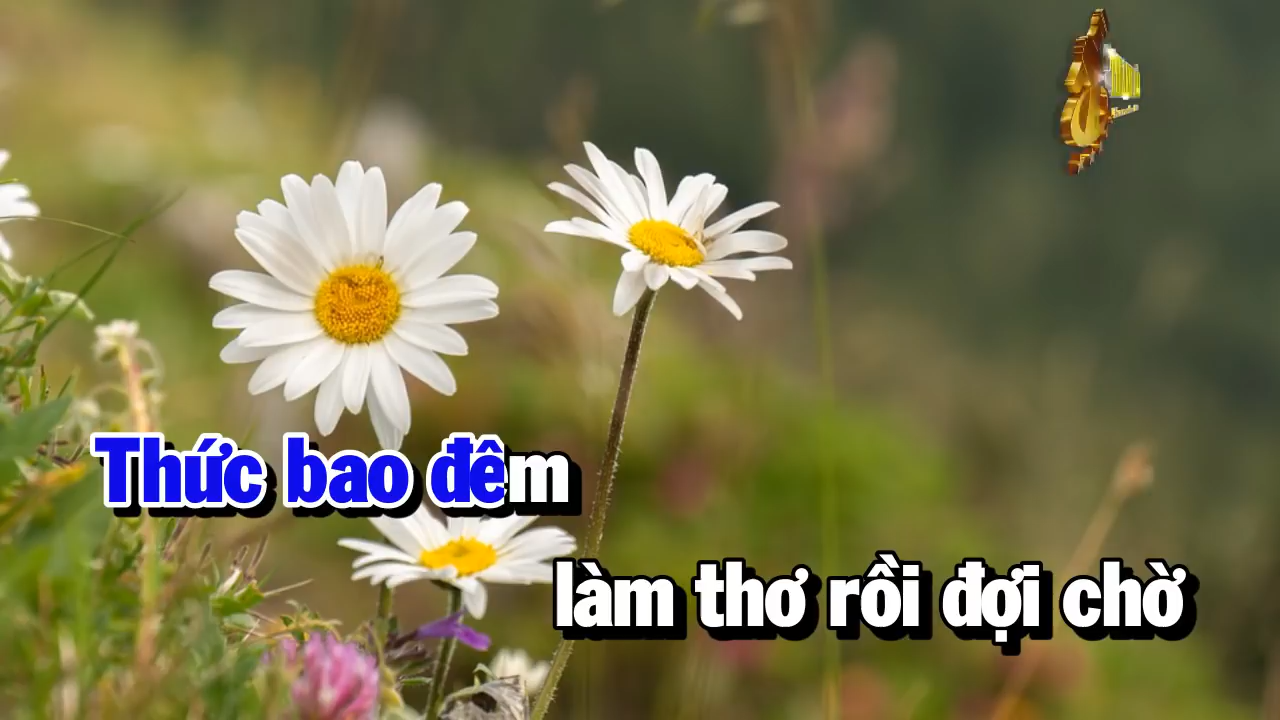 Thức bao đêm
làm thơ rồi đợi chờ